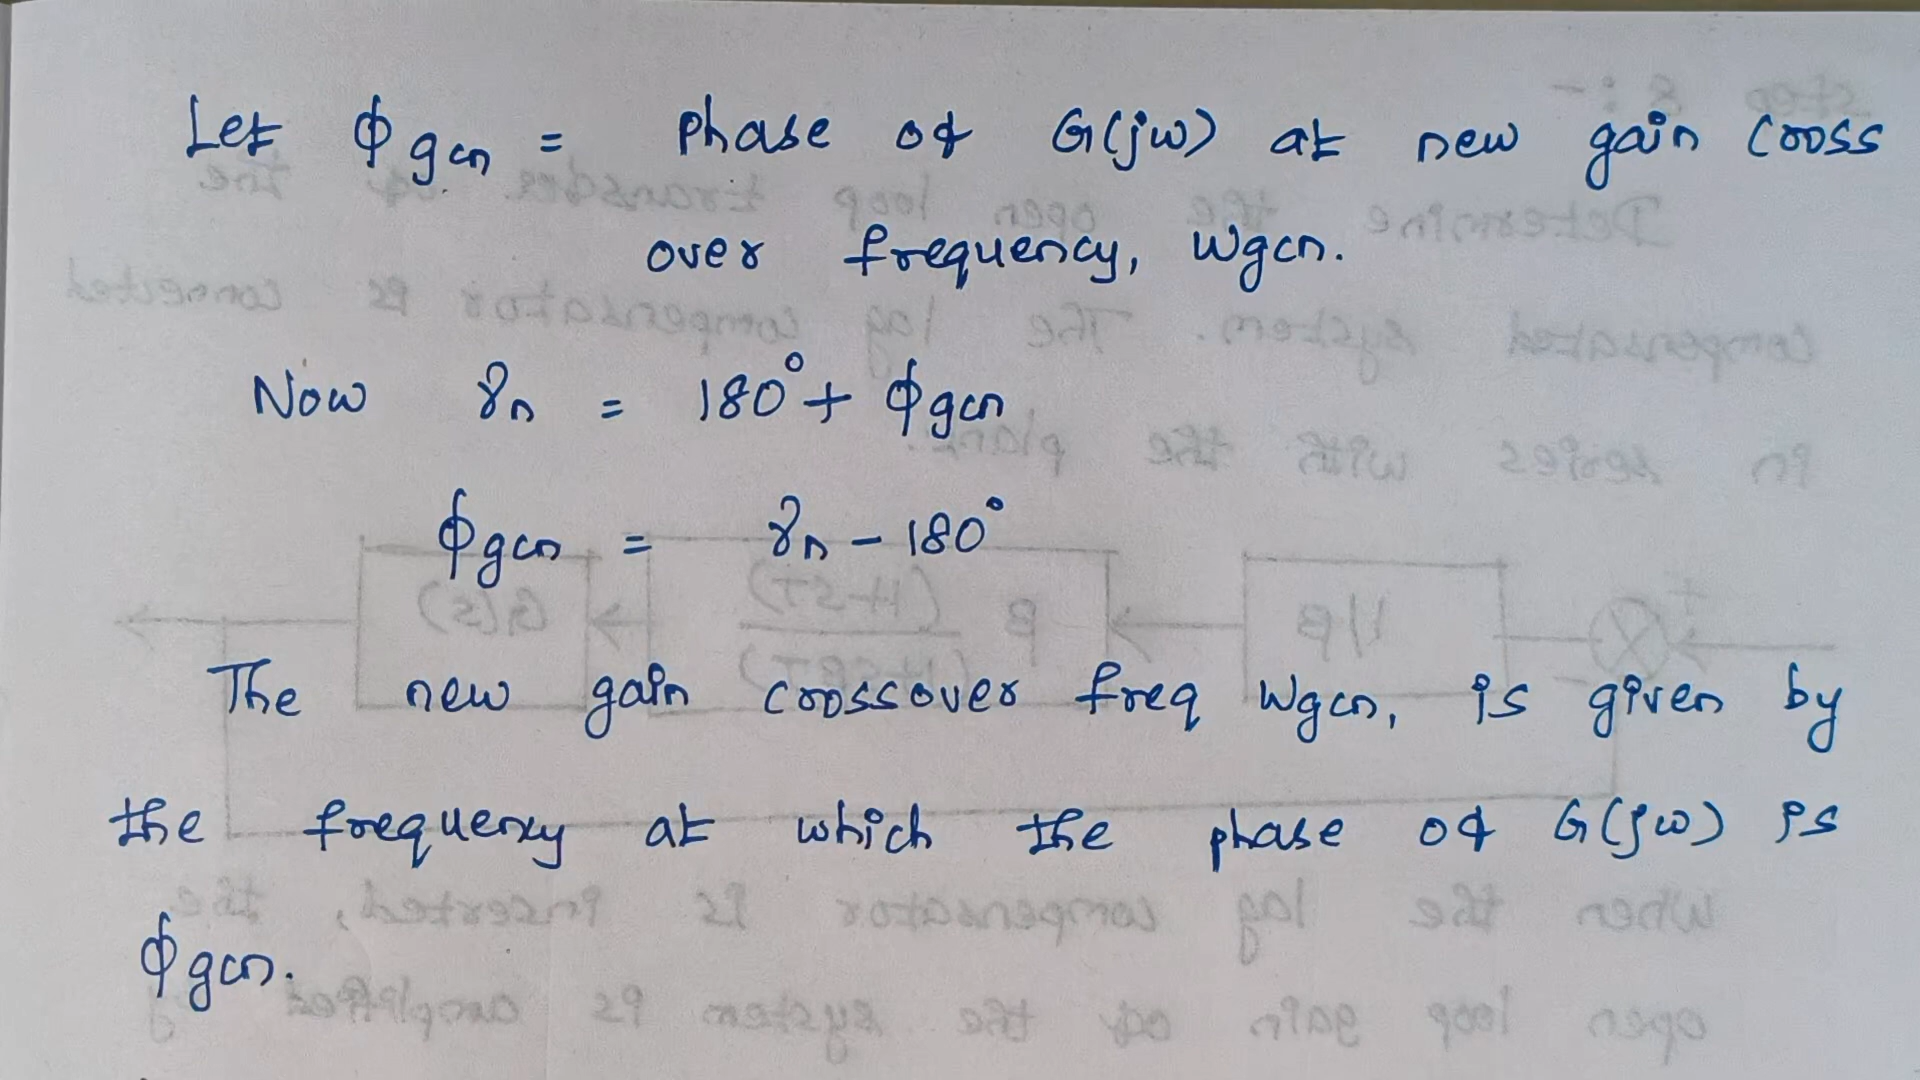 Let ϕgcn = phase of G(jω) at new gain cross
over frequency, ωgcn.
Now γn = 180° + ϕgcn
ϕgcn = γn - 180°
The new gain crossover freq ωgcn, is given by
the frequency at which the phase of G(jω) is
ϕgcn.